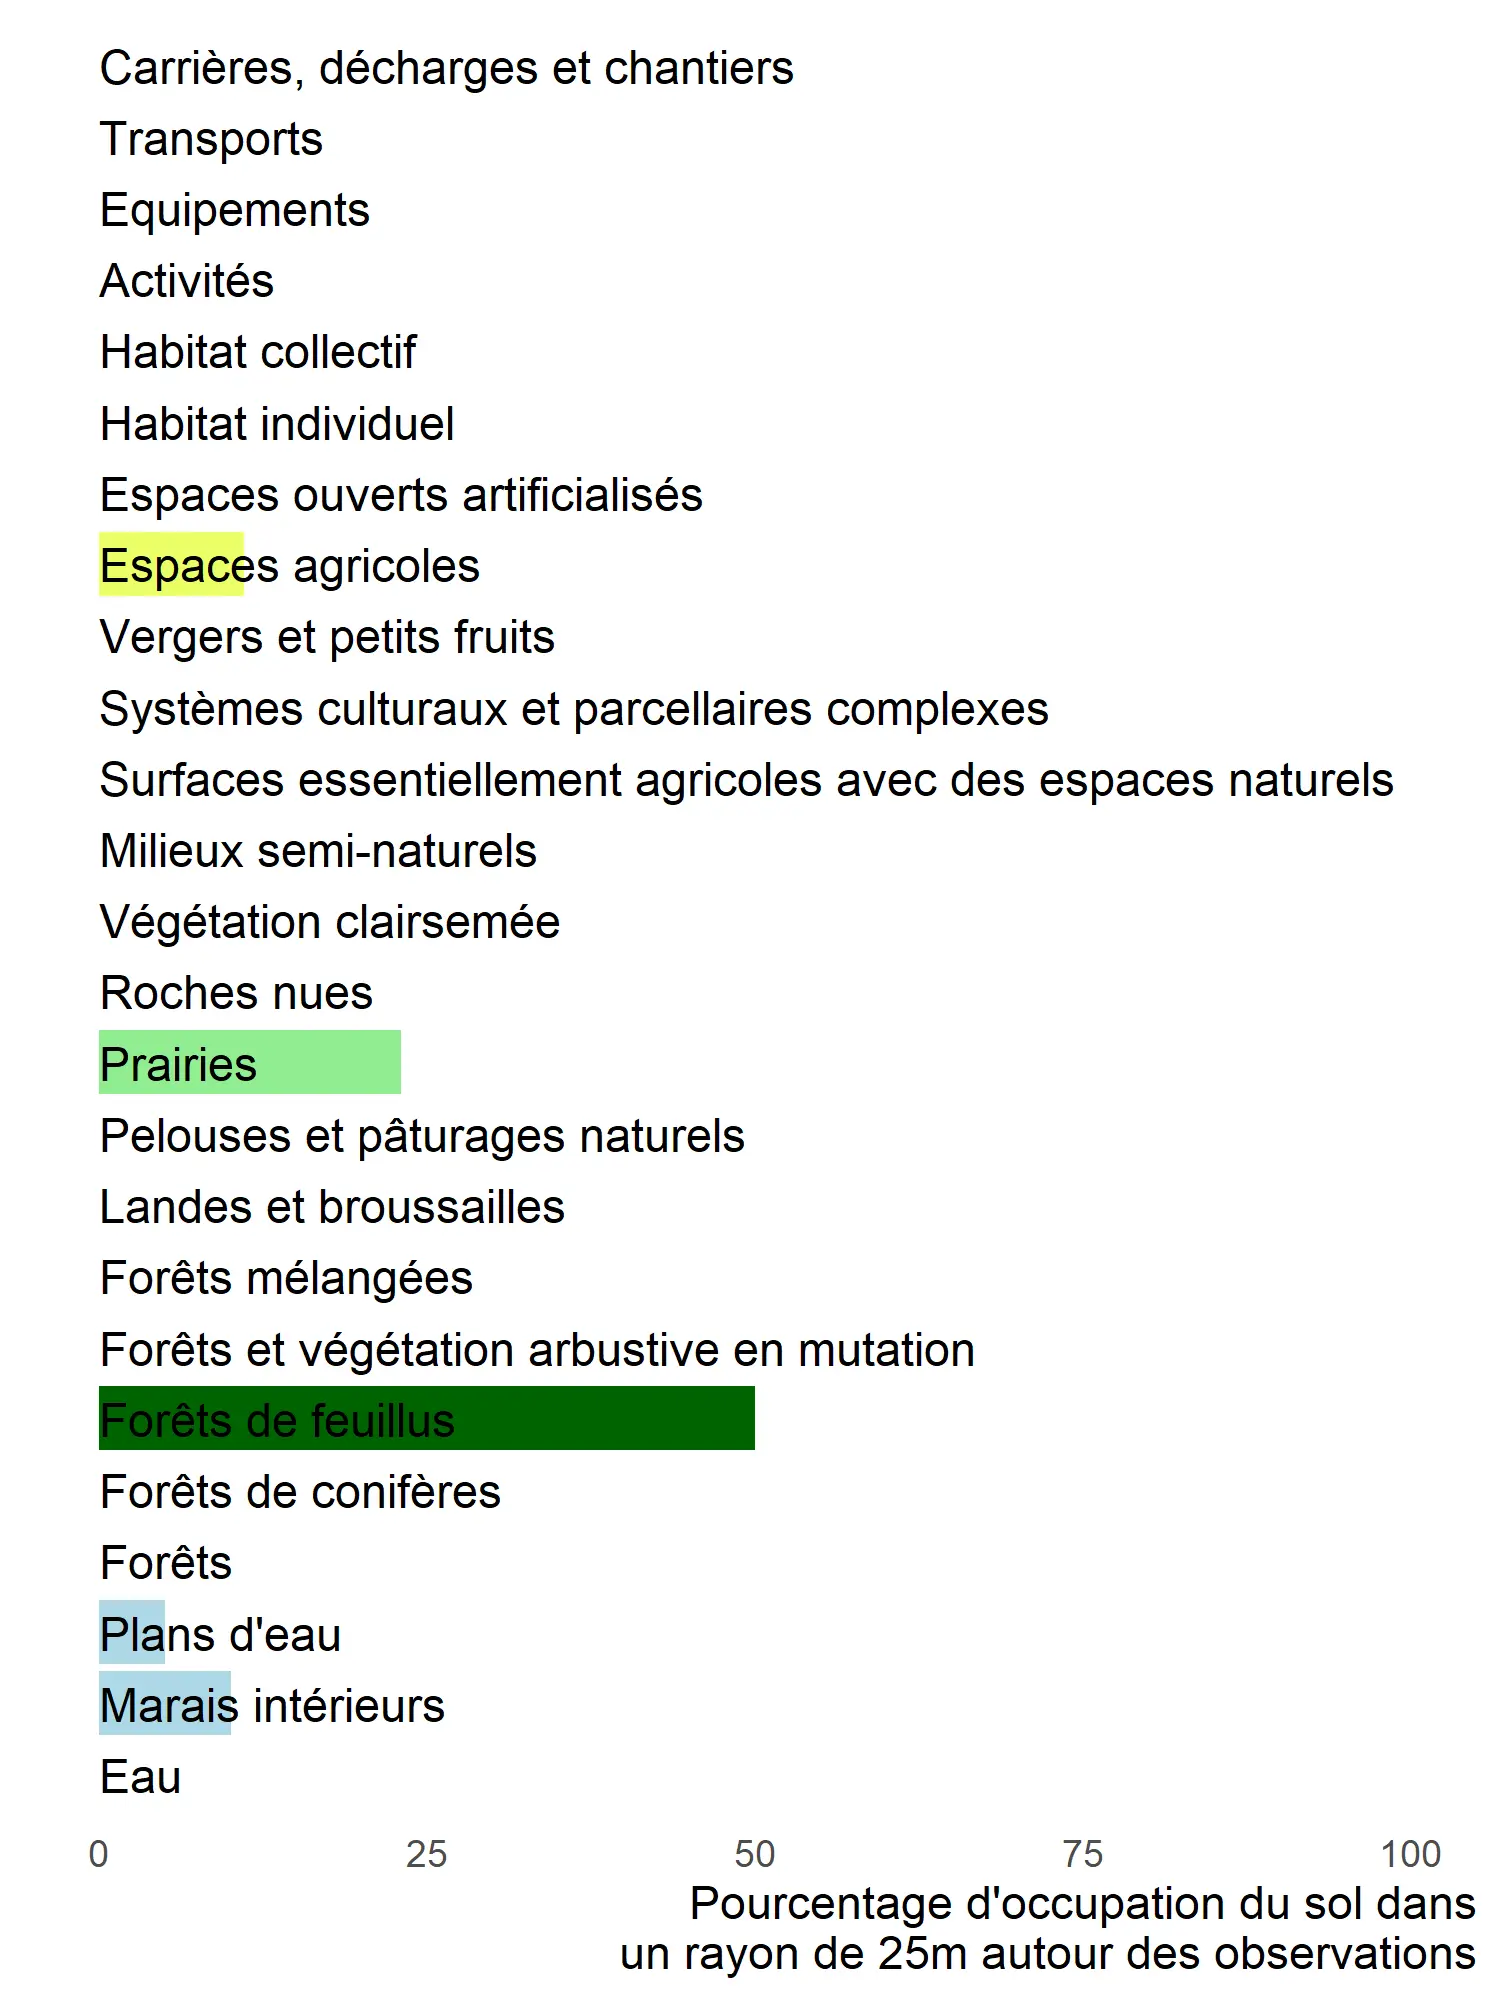 Carrières, décharges et chantiers
Transports
Equipements
Activités
Habitat collectif
Habitat individuel
Espaces ouverts artificialisés
Espaces agricoles
Vergers et petits fruits
Systèmes culturaux et parcellaires complexes
Surfaces essentiellement agricoles avec des espaces naturels
Milieux semi-naturels
Végétation clairsemée
Roches nues
Prairies
Pelouses et pâturages naturels
Landes et broussailles
Forêts mélangées
Forêts et végétation arbustive en mutation
Forêts de feuillus
Forêts de conifères
Forêts
Plans d'eau
Marais intérieurs
Eau
0 25 50 75 100
Pourcentage d'occupation du sol dans
un rayon de 25m autour des observations